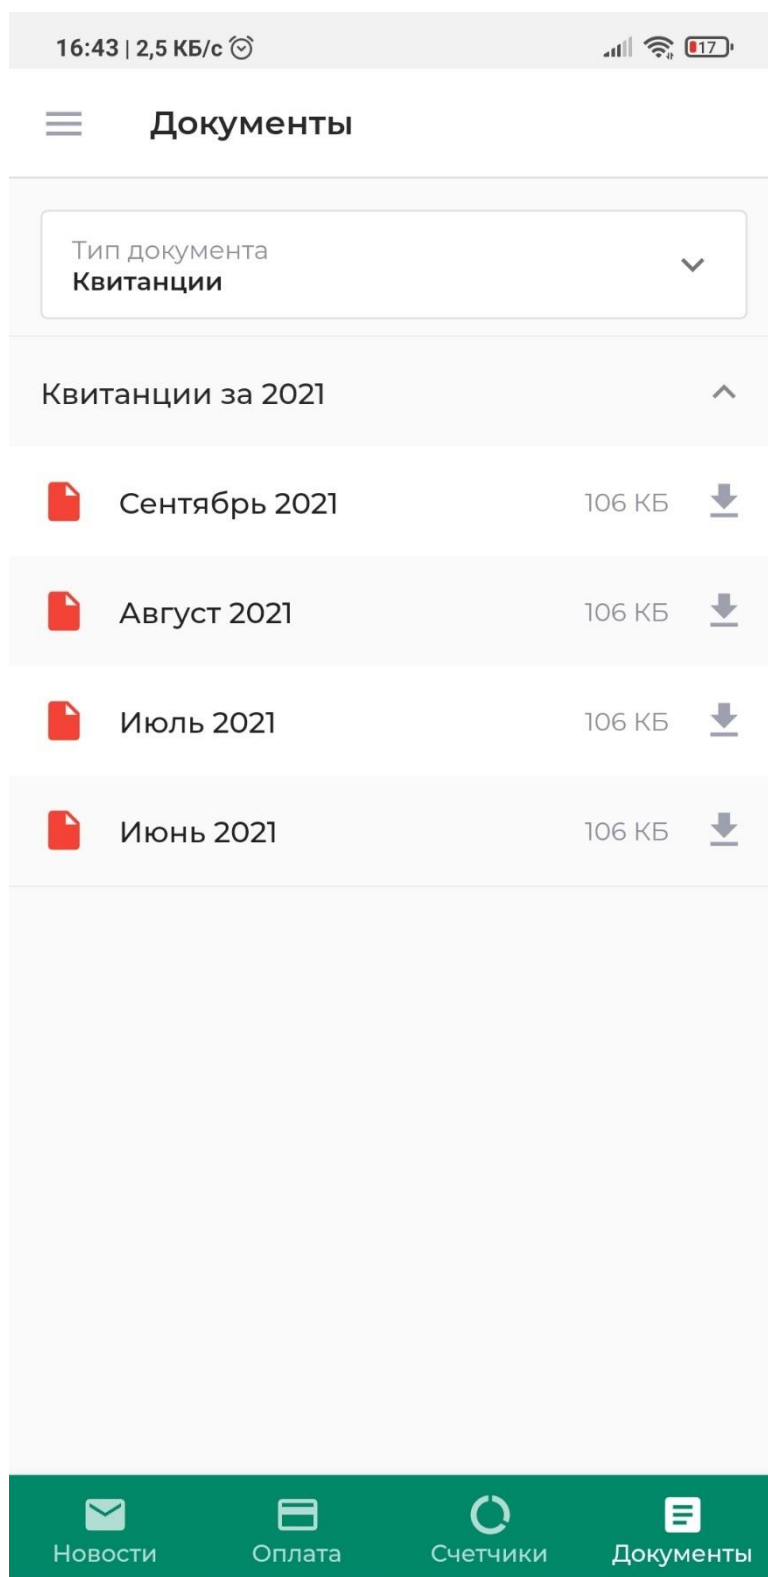 16:43 | 2,5 КБ/с 17
Документы
Тип документа
Квитанции
Квитанции за 2021
Сентябрь 2021 106 КБ
Август 2021 106 КБ
Июль 2021 106 КБ
Июнь 2021 106 КБ
Новости Оплата Счетчики Документы